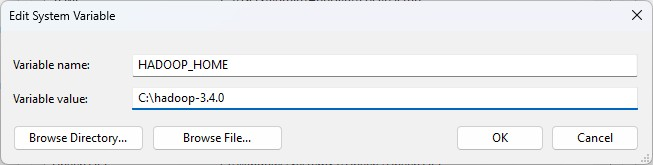 Edit System Variable
Variable name: HADOOP_HOME
Variable value: C:\hadoop-3.4.0
Browse Directory... Browse File... OK Cancel